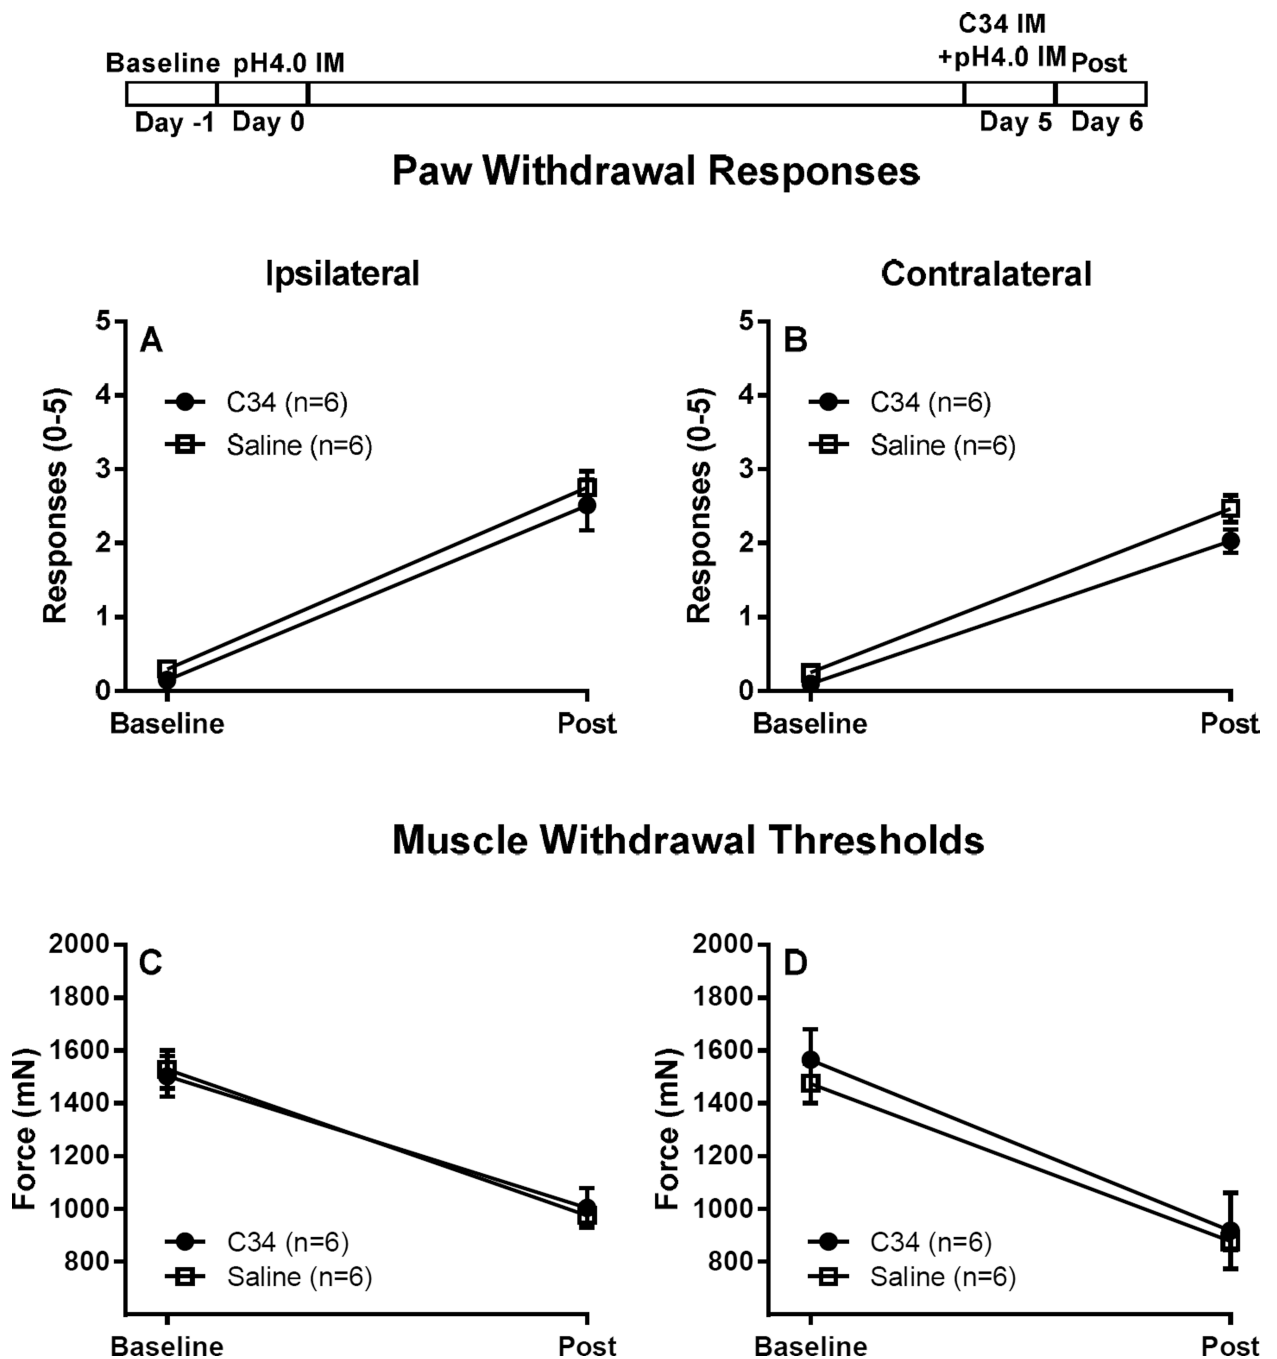 C34 IM
Baseline pH4.0 IM +pH4.0 IM Post
Day -1 Day 0 Day 5 Day 6
Paw Withdrawal Responses
Ipsilateral Contralateral
A
5
4
3
2
1
0
Responses (0-5)
C34 (n=6)
Saline (n=6)
Baseline Post
B
5
4
3
2
1
0
Responses (0-5)
C34 (n=6)
Saline (n=6)
Baseline Post
Muscle Withdrawal Thresholds
C
2000
1800
1600
1400
1200
1000
800
Force (mN)
C34 (n=6)
Saline (n=6)
Baseline Post
D
2000
1800
1600
1400
1200
1000
800
Force (mN)
C34 (n=6)
Saline (n=6)
Baseline Post